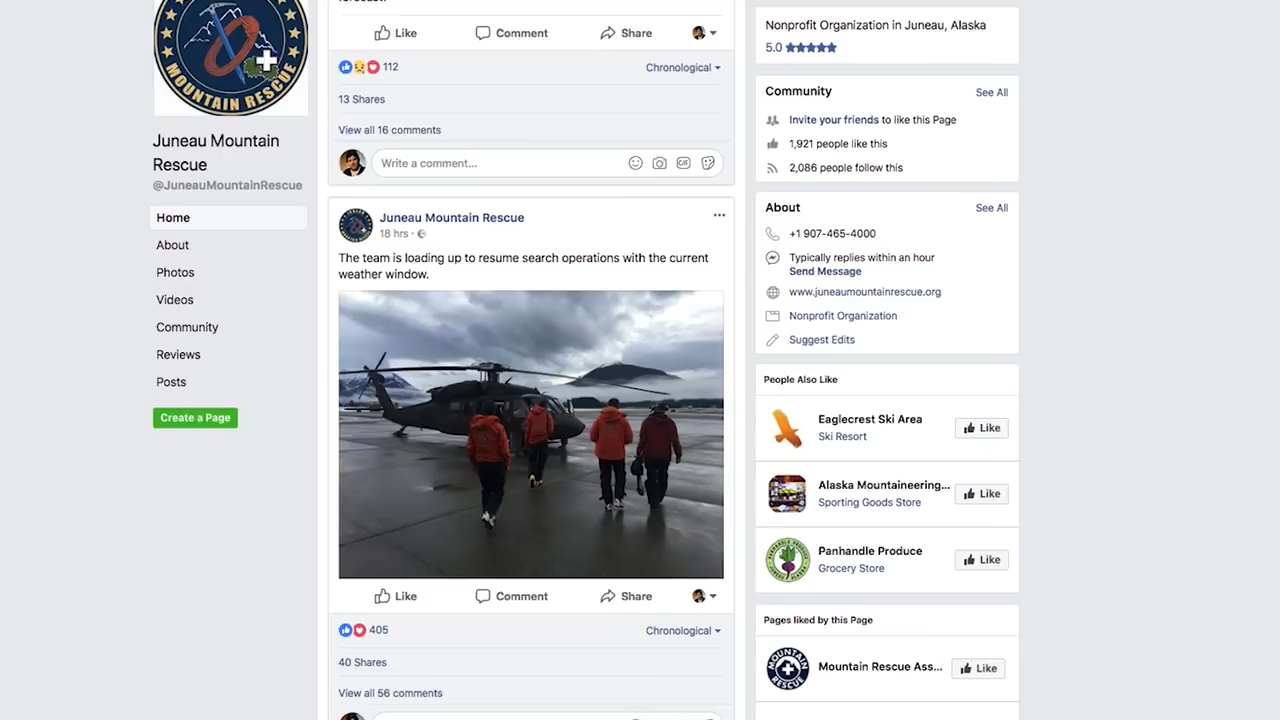 MOUNTAIN RESCUE
Juneau Mountain
Rescue
@JuneauMountainRescue
Home
About
Photos
Videos
Community
Reviews
Posts
Create a Page
Like Comment Share
112 Chronological
13 Shares
View all 16 comments
Write a comment...
GIF
Juneau Mountain Rescue
18 hrs ·
The team is loading up to resume search operations with the current
weather window.
Like Comment Share
405 Chronological
40 Shares
View all 56 comments
Nonprofit Organization in Juneau, Alaska
5.0
Community See All
Invite your friends to like this Page
1,921 people like this
2,086 people follow this
About See All
+1 907-465-4000
Typically replies within an hour
Send Message
www.juneaumountainrescue.org
Nonprofit Organization
Suggest Edits
People Also Like
Eaglecrest Ski Area
Ski Resort
Like
Alaska Mountaineering...
Sporting Goods Store
Like
PANHANDLE PRODUCE
Panhandle Produce
Grocery Store
Like
Pages liked by this Page
MOUNTAIN RESCUE
Mountain Rescue Ass...
Like